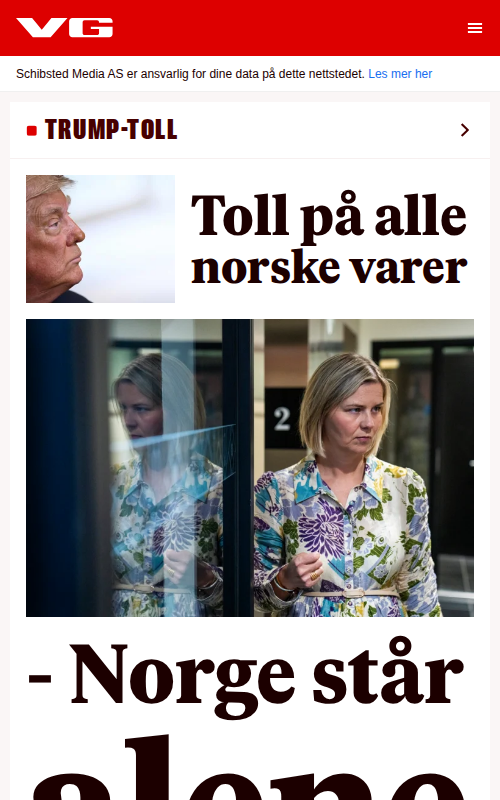 VG
Schibsted Media AS er ansvarlig for dine data på dette nettstedet. Les mer her
TRUMP-TOLL
Toll på alle
norske varer
2
- Norge står
alene